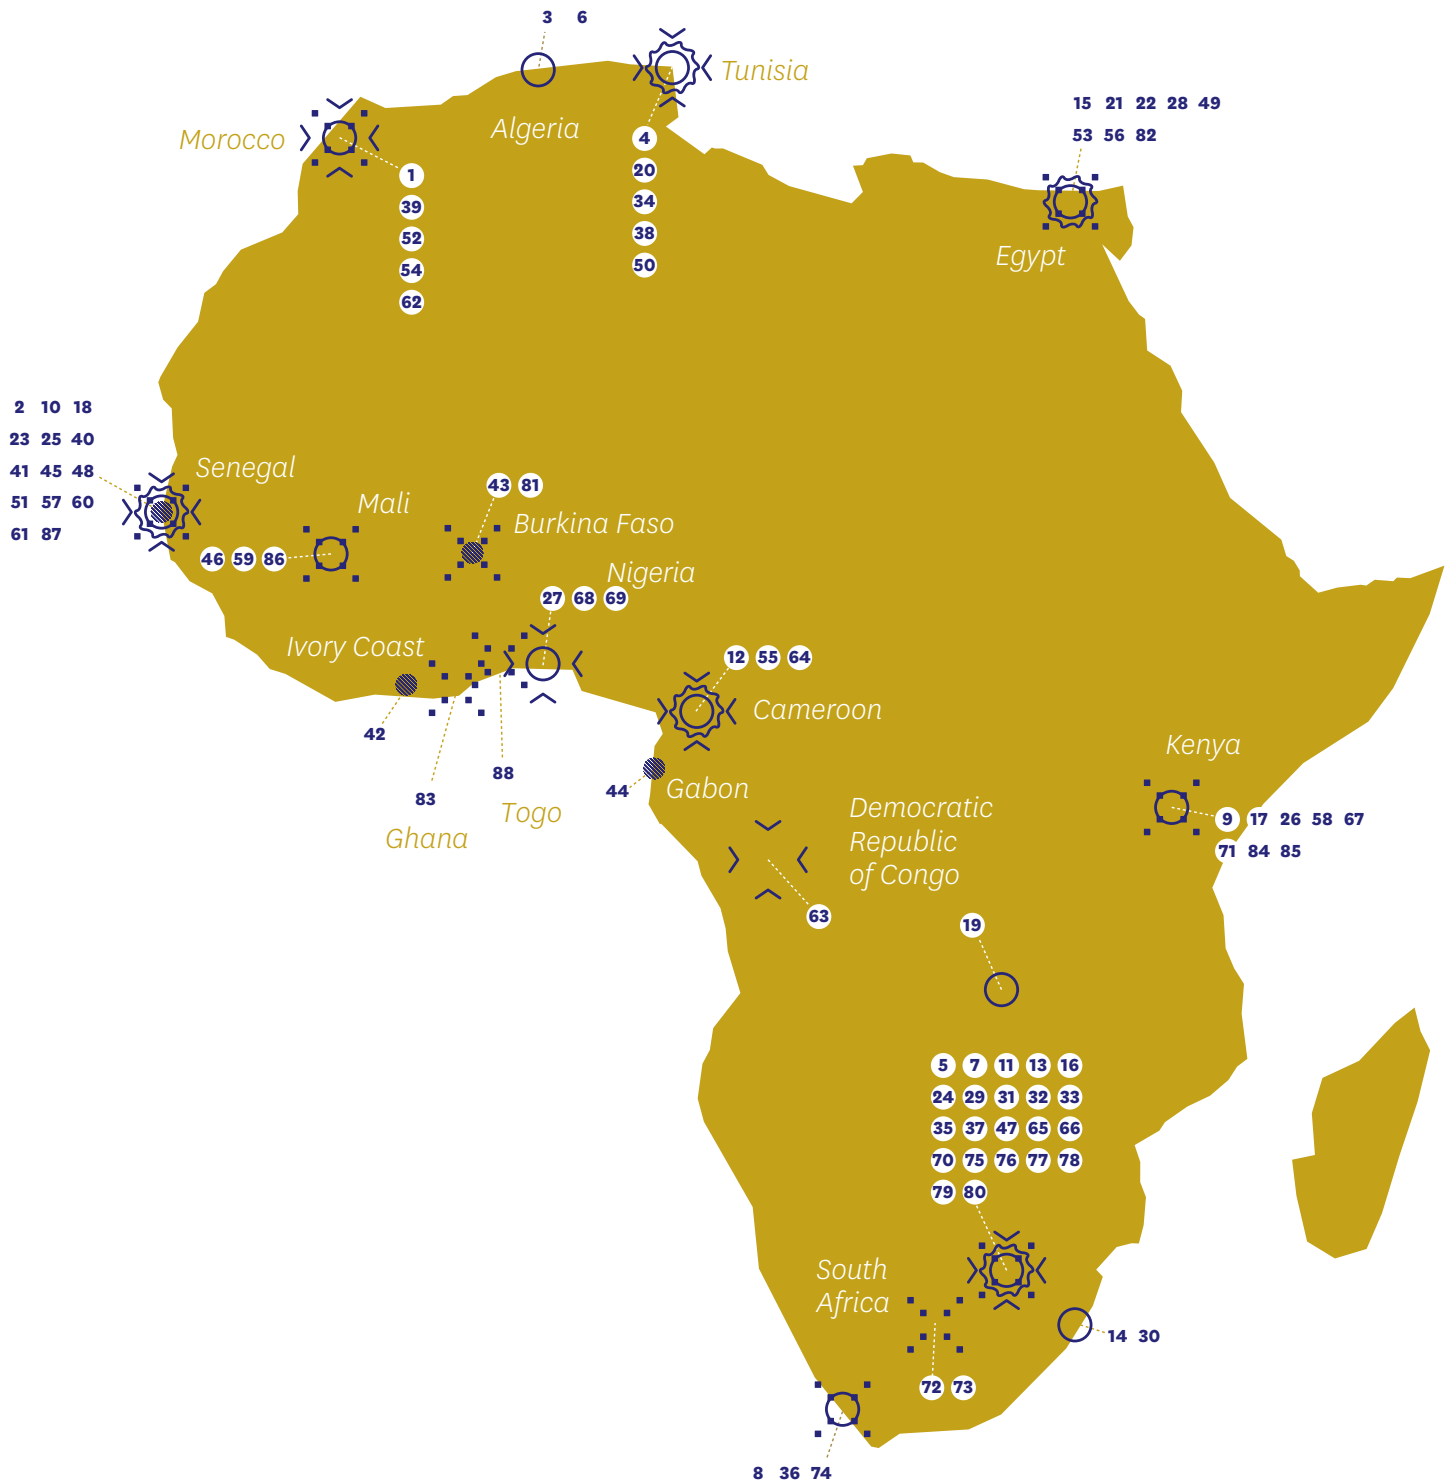 3 6
Tunisia
Morocco
Algeria
4
20
34
38
50
15 21 22 28 49
53 56 82
Egypt
1
39
52
54
62
2 10 18
23 25 40
41 45 48
51 57 60
61 87
Senegal
Mali
46 59 86
43 81
Burkina Faso
Nigeria
27 68 69
Ivory Coast
42
83
Ghana
88
Togo
12 55 64
Cameroon
44
Gabon
Democratic
Republic
of Congo
63
Kenya
9 17 26 58 67
71 84 85
19
5 7 11 13 16
24 29 31 32 33
35 37 47 65 66
70 75 76 77 78
79 80
South
Africa
14 30
72 73
8 36 74